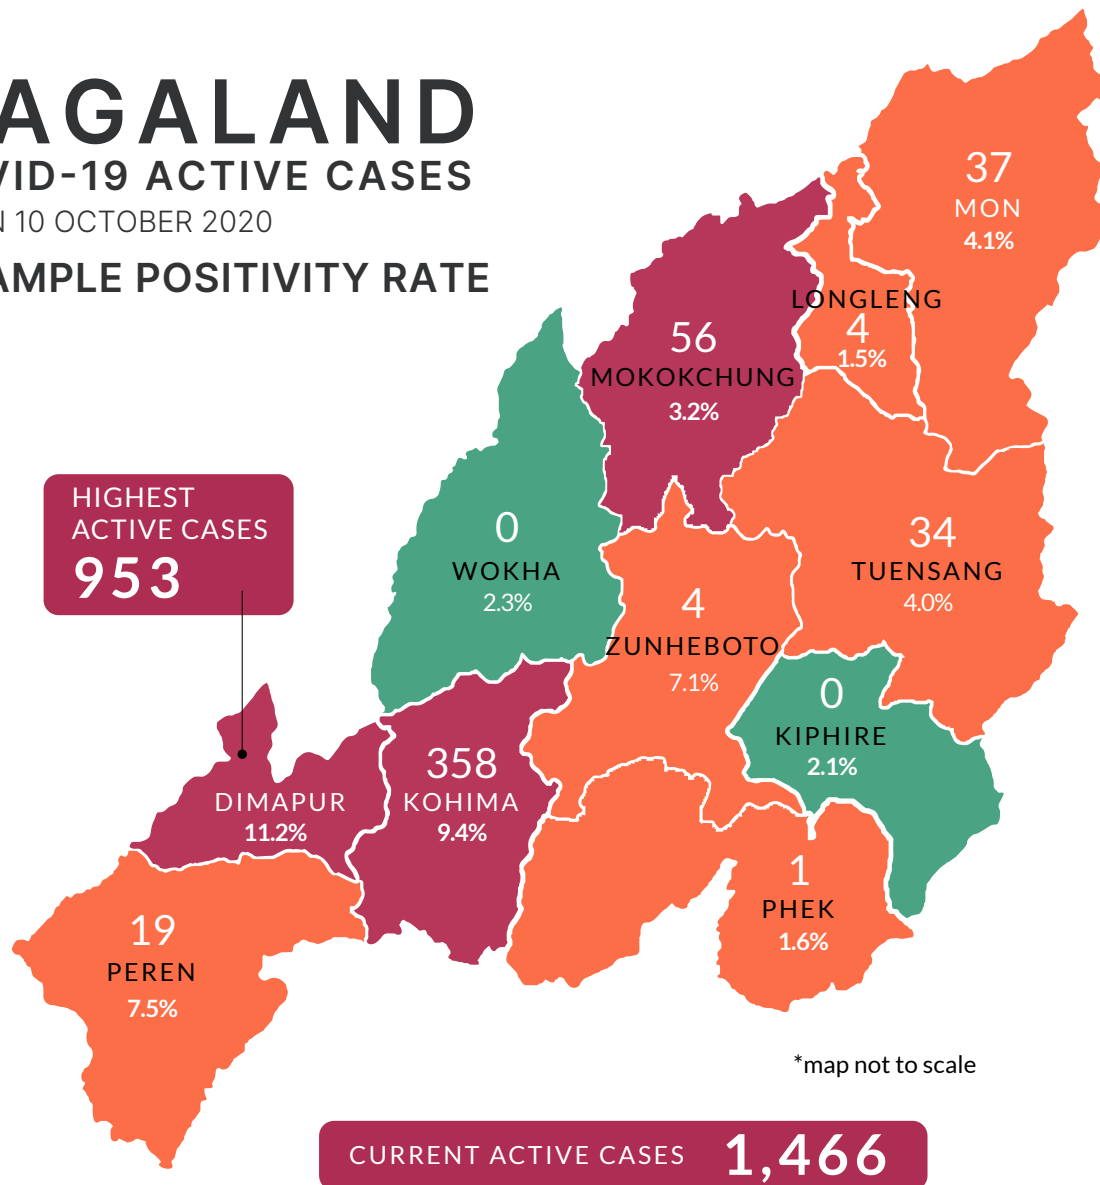 AGALAND
VID-19 ACTIVE CASES
N 10 OCTOBER 2020
AMPLE POSITIVITY RATE
37
MON
4.1%
LONGLENG
4
1.5%
56
MOKOKCHUNG
3.2%
HIGHEST
ACTIVE CASES
953
0
WOKHA
2.3%
34
TUENSANG
4.0%
4
ZUNHEBOTO
7.1%
0
KIPHIRE
2.1%
358
KOHIMA
9.4%
DIMAPUR
11.2%
1
PHEK
1.6%
19
PEREN
7.5%
*map not to scale
CURRENT ACTIVE CASES 1,466